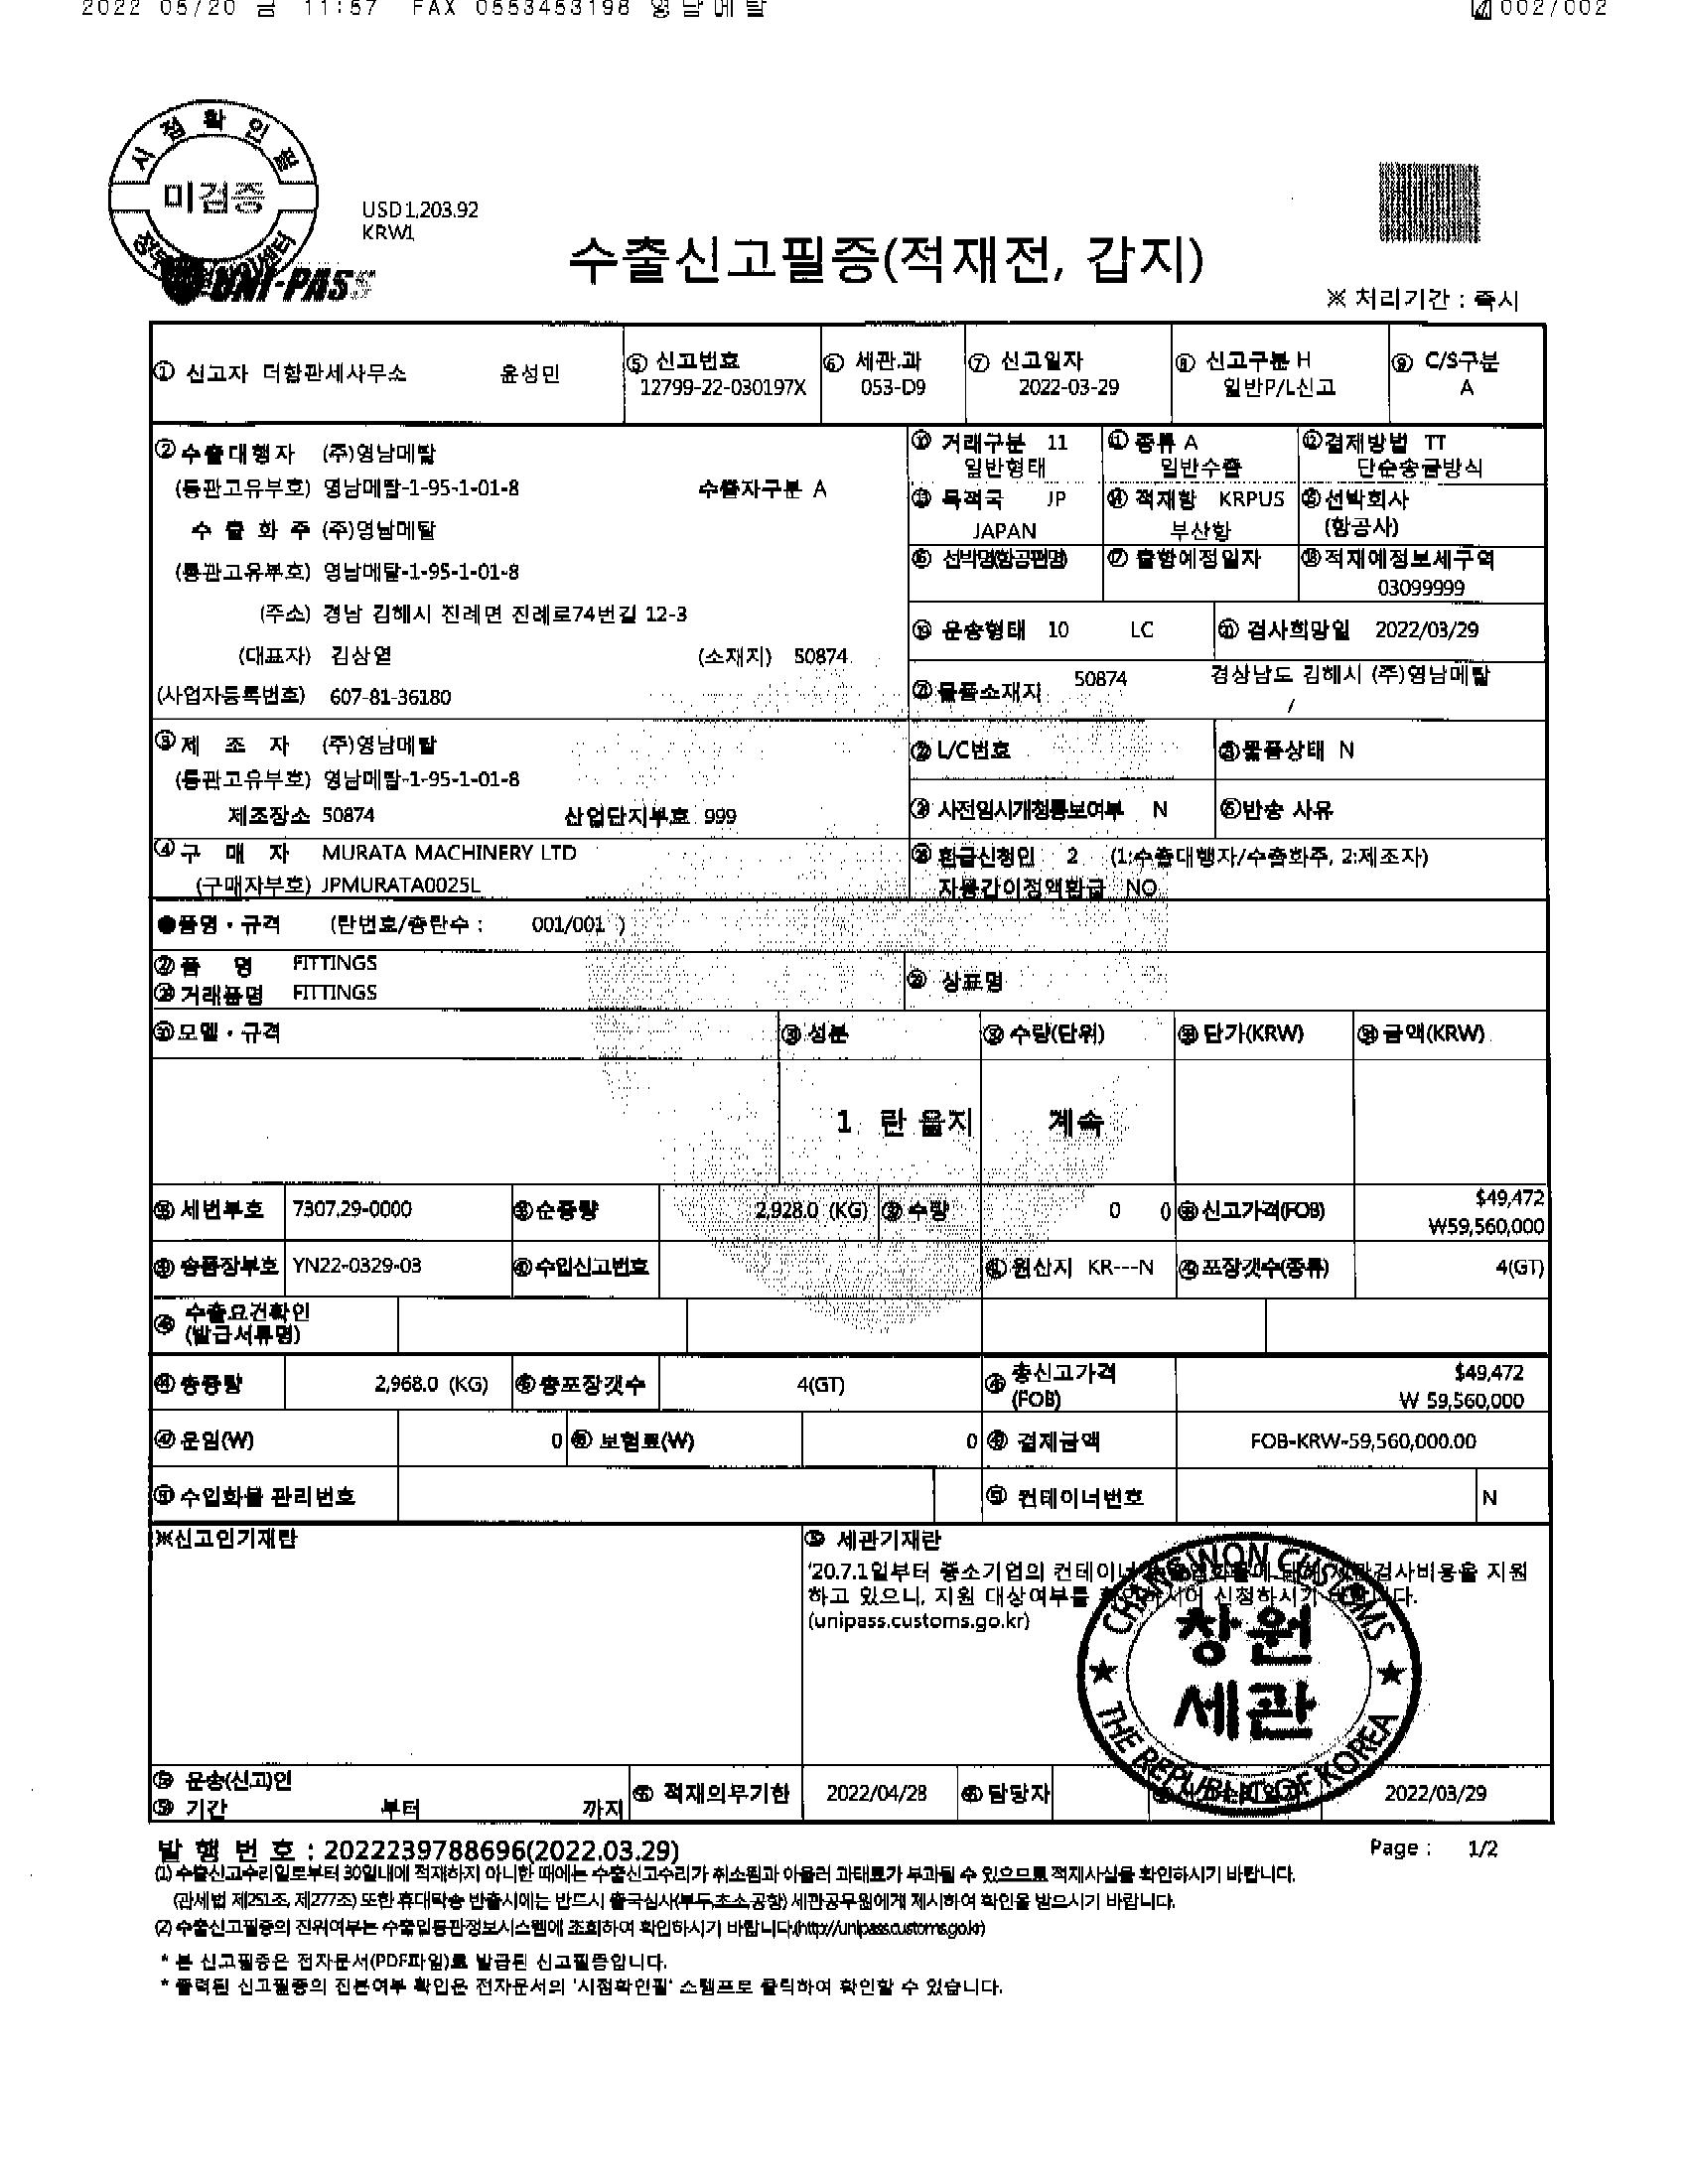 2022 05/20 금 11:57 FAX 0553453198 영남메탈 002/002
시점확인필
미검증
UNI-PASS
USD 1,203.92
KRW1
수출신고필증(적재전, 갑지)
※ 처리기간 : 즉시
① 신고자 더함관세사무소 윤성민
⑤ 신고번호 12799-22-030197X
⑥ 세관.과 053-D9
⑦ 신고일자 2022-03-29
⑧ 신고구분 H 일반P/L신고
⑨ C/S구분 A
② 수출대행자 (주)영남메탈
(통관고유부호) 영남메탈-1-95-1-01-8 수출자구분 A
수 출 화 주 (주)영남메탈
(통관고유부호) 영남메탈-1-95-1-01-8
(주소) 경남 김해시 진례면 진례로74번길 12-3
(대표자) 김삼열 (소재지) 50874
(사업자등록번호) 607-81-36180
⑩ 거래구분 11 일반형태
⑪ 종류 A 일반수출
⑫ 결제방법 TT 단순송금방식
⑬ 목적국 JP JAPAN
⑭ 적재항 KRPUS 부산항
⑮ 선박회사 (항공사)
⑯ 선박명(항공편명)
⑰ 출항예정일자
⑱ 적재예정보세구역 03099999
⑲ 운송형태 10 LC
⑳ 검사희망일 2022/03/29
㉑ 물품소재지 50874 경상남도 김해시 (주)영남메탈 /
③ 제 조 자 (주)영남메탈
(통관고유부호) 영남메탈-1-95-1-01-8
제조장소 50874 산업단지부호 999
㉒ L/C번호
㉓ 물품상태 N
㉔ 사전임시개청통보여부 N
㉕ 반송 사유
④ 구 매 자 MURATA MACHINERY LTD
(구매자부호) JPMURATA0025L
㉖ 환급신청인 2 (1:수출대행자/수출화주, 2:제조자)
자동간이정액환급 NO
●품명ㆍ규격 (란번호/총란수 : 001/001 )
㉗ 품 명 FITTINGS
㉘ 거래품명 FITTINGS
㉙ 상표명
㉚ 모델ㆍ규격
㉛ 성분
㉜ 수량(단위)
㉝ 단가(KRW)
㉞ 금액(KRW)
1 란 을지 계속
㉟ 세번부호 7307.29-0000
㊱ 순중량 2,928.0 (KG)
㊲ 수량 0 0
㊳ 신고가격(FOB) $49,472
₩59,560,000
㊴ 송품장부호 YN22-0329-03
㊵ 수입신고번호
㊶ 원산지 KR---N
㊷ 포장갯수(종류) 4(GT)
㊸ 수출요건확인
(발급서류명)
㊹ 총중량 2,968.0 (KG)
㊺ 총포장갯수 4(GT)
㊻ 총신고가격
(FOB)
$49,472
₩ 59,560,000
㊼ 운임(₩) 0
㊽ 보험료(₩) 0
㊾ 결제금액 FOB-KRW-59,560,000.00
㊿ 수입화물 관리번호
컨테이너번호 N
※신고인기재란
세관기재란
'20.7.1일부터 중소기업의 컨테이너 검사비용을 지원
하고 있으니, 지원 대상여부를 신청하시기
(unipass.customs.go.kr)
CHANGWON CUSTOMS
창원
세관
THE REPUBLIC OF KOREA
운송(신고)인
기간 부터 까지
적재의무기한 2022/04/28
담당자
2022/03/29
발 행 번 호 : 2022239788696(2022.03.29)
Page : 1/2
(1) 수출신고수리일로부터 30일내에 적재하지 아니한 때에는 수출신고수리가 취소됨과 아울러 과태료가 부과될 수 있으므로 적재사실을 확인하시기 바랍니다.
(관세법 제251조, 제277조) 또한 휴대탁송 반출시에는 반드시 출국심사(부두,초소,공항) 세관공무원에게 제시하여 확인을 받으시기 바랍니다.
(2) 수출신고필증의 진위여부는 수출입통관정보시스템에 조회하여 확인하시기 바랍니다.(http://unipass.customs.go.kr)
* 본 신고필증은 전자문서(PDF파일)로 발급된 신고필증입니다.
* 출력된 신고필증의 진본여부 확인은 전자문서의 '시점확인필' 스탬프로 클릭하여 확인할 수 있습니다.